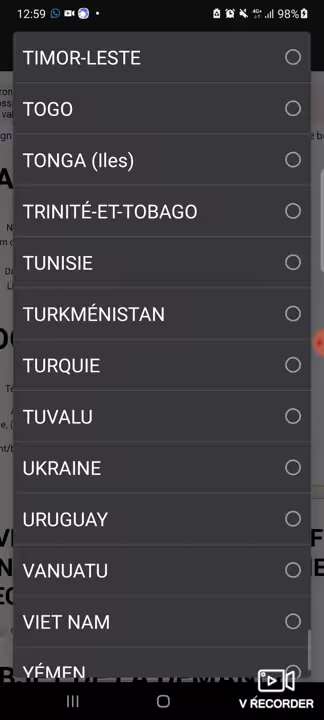 12:59
4G+
98%
TIMOR-LESTE
TOGO
TONGA (Iles)
TRINITÉ-ET-TOBAGO
TUNISIE
TURKMÉNISTAN
TURQUIE
TUVALU
UKRAINE
URUGUAY
VANUATU
VIET NAM
YÉMEN
V RECORDER